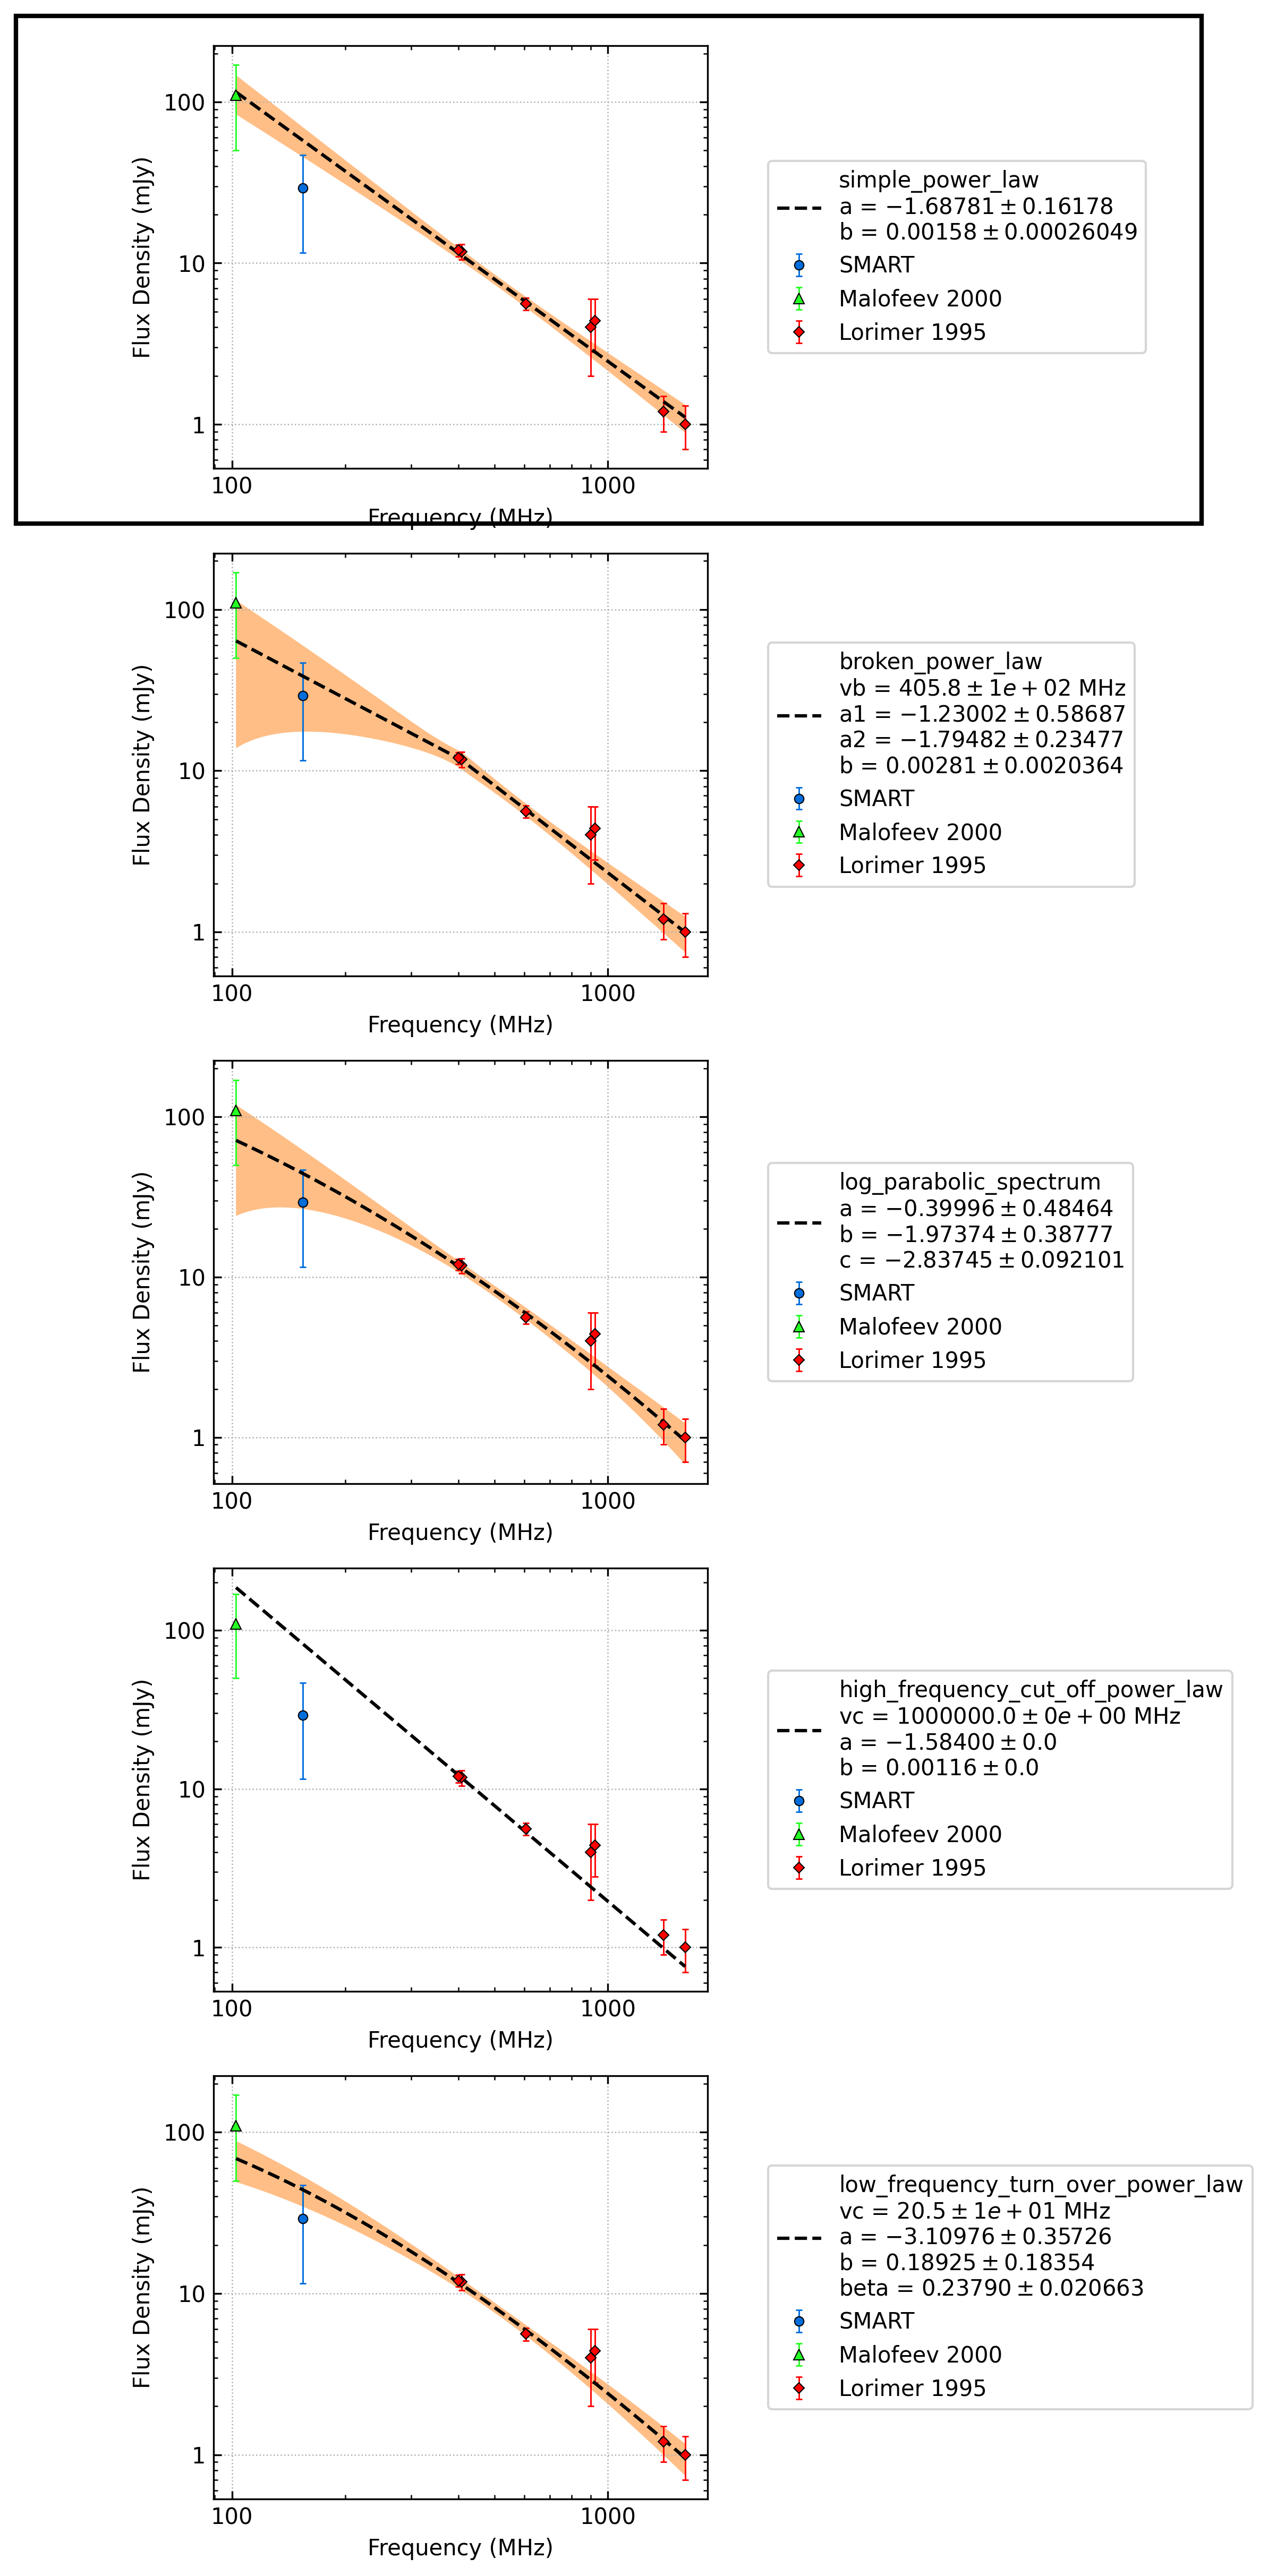 100
10
1
Flux Density (mJy)
100
1000
Frequency (MHz)
simple_power_law
a = −1.68781 ± 0.16178
b = 0.00158 ± 0.00026049
SMART
Malofeev 2000
Lorimer 1995
100
10
1
Flux Density (mJy)
100
1000
Frequency (MHz)
broken_power_law
vb = 405.8 ± 1e + 02 MHz
a1 = −1.23002 ± 0.58687
a2 = −1.79482 ± 0.23477
b = 0.00281 ± 0.0020364
SMART
Malofeev 2000
Lorimer 1995
100
10
1
Flux Density (mJy)
100
1000
Frequency (MHz)
log_parabolic_spectrum
a = −0.39996 ± 0.48464
b = −1.97374 ± 0.38777
c = −2.83745 ± 0.092101
SMART
Malofeev 2000
Lorimer 1995
100
10
1
Flux Density (mJy)
100
1000
Frequency (MHz)
high_frequency_cut_off_power_law
vc = 1000000.0 ± 0e + 00 MHz
a = −1.58400 ± 0.0
b = 0.00116 ± 0.0
SMART
Malofeev 2000
Lorimer 1995
100
10
1
Flux Density (mJy)
100
1000
Frequency (MHz)
low_frequency_turn_over_power_law
vc = 20.5 ± 1e + 01 MHz
a = −3.10976 ± 0.35726
b = 0.18925 ± 0.18354
beta = 0.23790 ± 0.020663
SMART
Malofeev 2000
Lorimer 1995